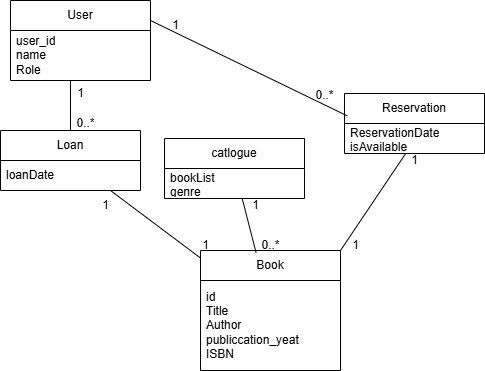 User
user_id
name
Role
1
1
0..*
0..*
Reservation
ReservationDate
isAvailable
1
Loan
loanDate
1
catlogue
bookList
genre
1
1
0..*
1
Book
id
Title
Author
publiccation_yeat
ISBN